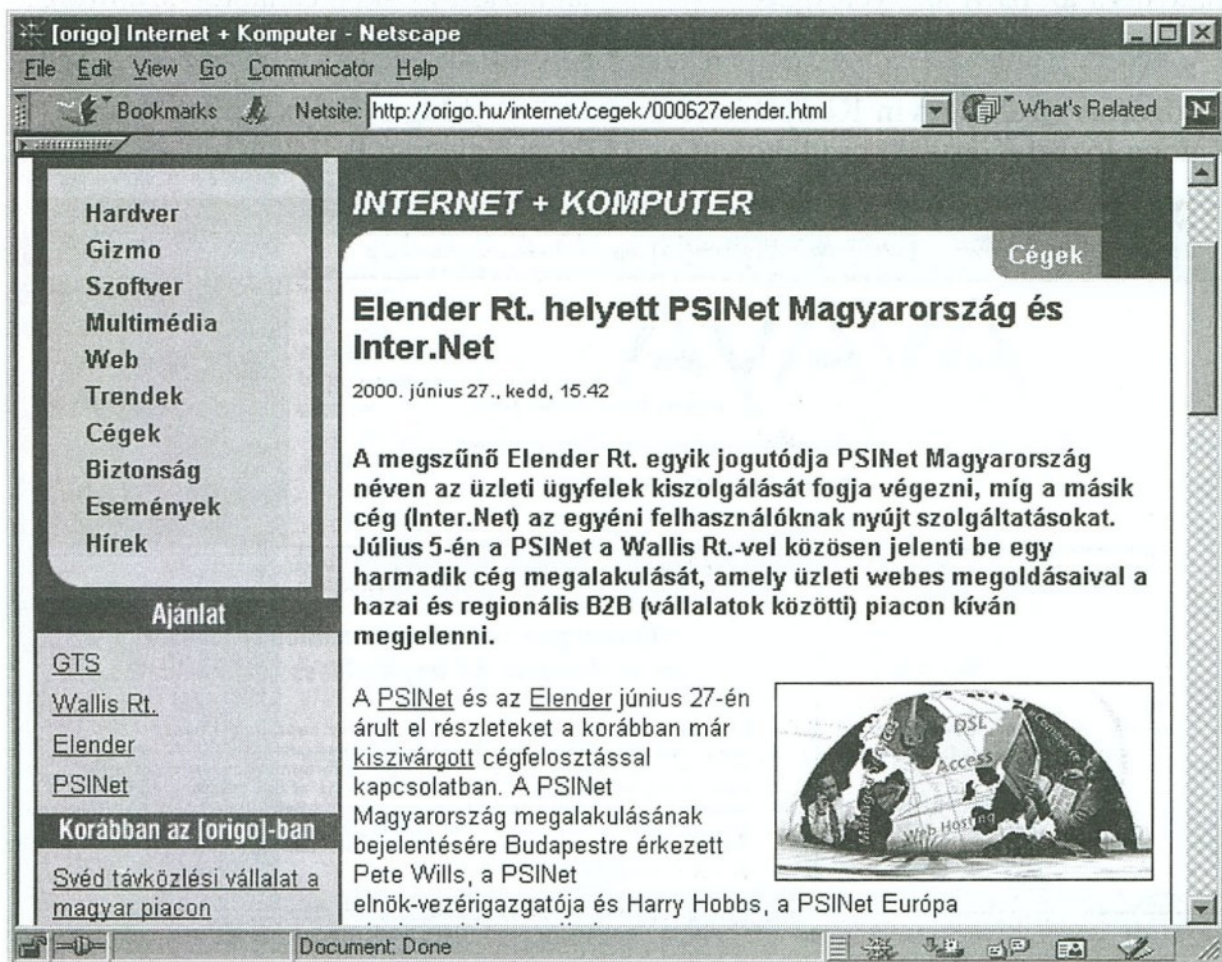 [origo] Internet + Komputer - Netscape
File Edit View Go Communicator Help
Bookmarks Netsite: http://origo.hu/internet/cegek/000627elender.html What's Related N
Hardver
Gizmo
Szoftver
Multimédia
Web
Trendek
Cégek
Biztonság
Események
Hírek
Ajánlat
GTS
Wallis Rt.
Elender
PSINet
Korábban az [origo]-ban
Svéd távközlési vállalat a
magyar piacon
INTERNET + KOMPUTER
Cégek
Elender Rt. helyett PSINet Magyarország és
Inter.Net
2000. június 27., kedd, 15.42
A megszűnő Elender Rt. egyik jogutódja PSINet Magyarország
néven az üzleti ügyfelek kiszolgálását fogja végezni, míg a másik
cég (Inter.Net) az egyéni felhasználóknak nyújt szolgáltatásokat.
Július 5-én a PSINet a Wallis Rt.-vel közösen jelenti be egy
harmadik cég megalakulását, amely üzleti webes megoldásaival a
hazai és regionális B2B (vállalatok közötti) piacon kíván
megjelenni.
A PSINet és az Elender június 27-én
árult el részleteket a korábban már
kiszivárgott cégfelosztással
kapcsolatban. A PSINet
Magyarország megalakulásának
bejelentésére Budapestre érkezett
Pete Wills, a PSINet
elnök-vezérigazgatója és Harry Hobbs, a PSINet Európa
DSL
Access
Web Hosting
Document: Done